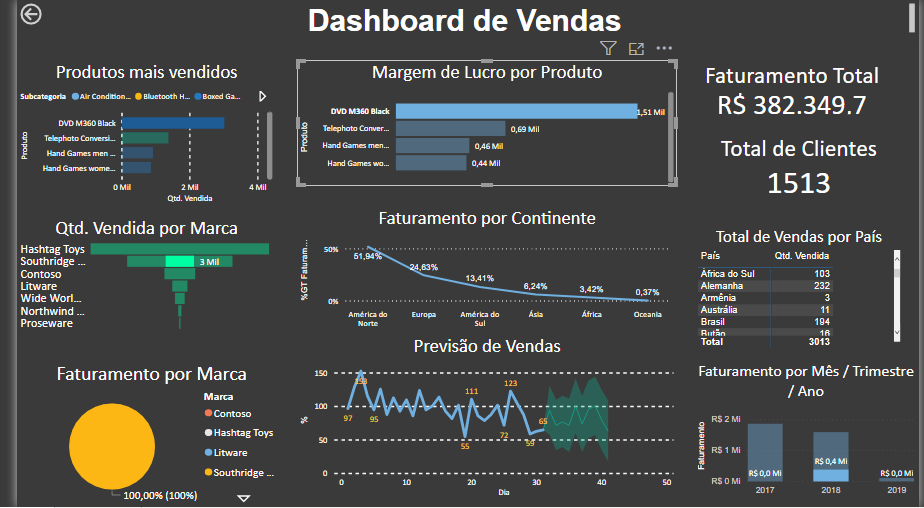 Dashboard de Vendas
Produtos mais vendidos
Subcategoria Air Condition... Bluetooth H... Boxed Ga...
Produto
DVD M360 Black
Telephoto Conversi...
Hand Games men ...
Hand Games wome...
0 Mil 2 Mil 4 Mil
Qtd. Vendida
Margem de Lucro por Produto
Produto
DVD M360 Black 1,51 Mil
Telephoto Conver... 0,69 Mil
Hand Games men... 0,46 Mil
Hand Games wo... 0,44 Mil
Faturamento Total
R$ 382.349.7
Total de Clientes
1513
Qtd. Vendida por Marca
Hashtag Toys
Southridge ... 3 Mil
Contoso
Litware
Wide Worl...
Northwind ...
Proseware
Faturamento por Continente
%GT Faturam...
50%
0%
51,94% 24,63% 13,41% 6,24% 3,42% 0,37%
América do Norte Europa América do Sul Ásia África Oceania
Total de Vendas por País
País Qtd. Vendida
África do Sul 103
Alemanha 232
Armênia 3
Austrália 11
Brasil 194
Butão 16
Total 3013
Faturamento por Marca
Marca
Contoso
Hashtag Toys
Litware
Southridge ...
100,00% (100%)
Previsão de Vendas
%
150
100
50
0
97 153 95 55 111 72 123 59 65
0 10 20 30 40 50
Dia
Faturamento por Mês / Trimestre
/ Ano
Faturamento
R$ 2 Mi
R$ 1 Mi
R$ 0 Mi
R$ 0,0 Mi R$ 0,4 Mi R$ 0,0 Mi
2017 2018 2019